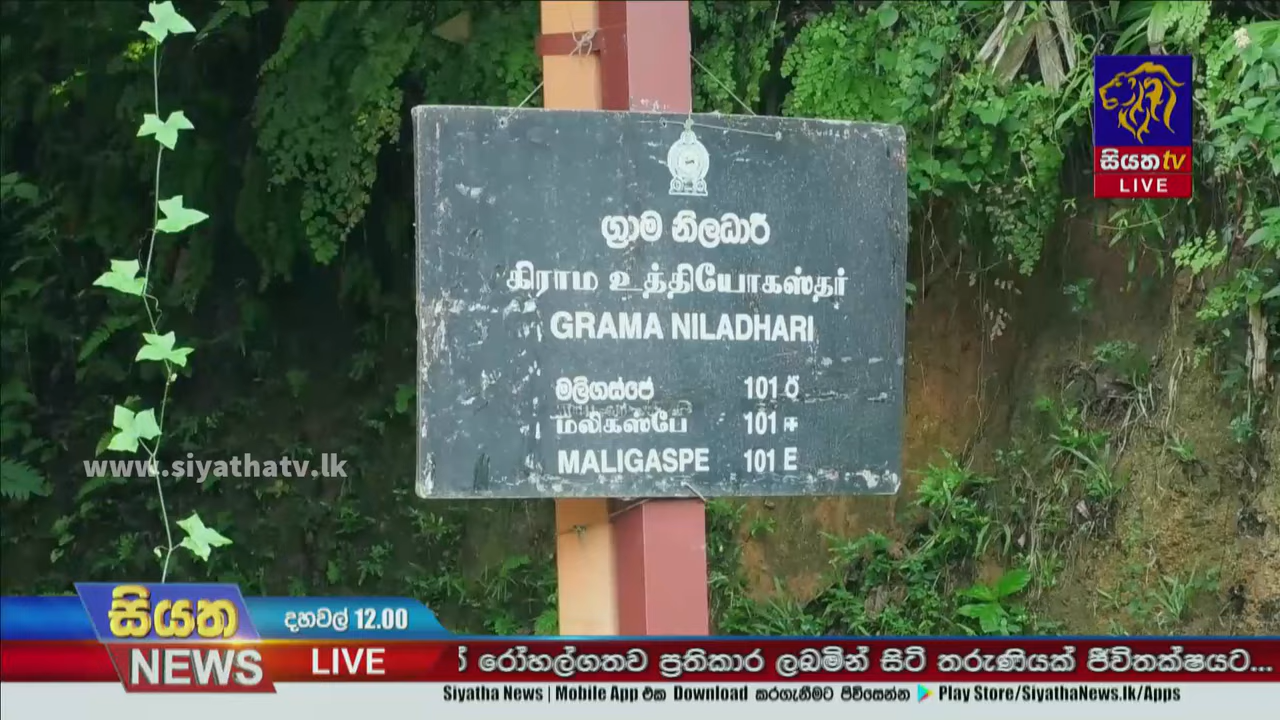 සියත tv
LIVE
ග්‍රාම නිලධාරි
கிராம உத்தியோகஸ்தர்
GRAMA NILADHARI
මලිගස්පේ 101 ඊ
மலிகஸ்பே 101 ஈ
MALIGASPE 101 E
www.siyathatv.lk
සියත
දහවල් 12.00
NEWS
LIVE
රෝහල්ගතව ප්‍රතිකාර ලබමින් සිටි තරුණියක් ජීවිතක්ෂයට...
Siyatha News | Mobile App එක Download කරගැනීමට පිවිසෙන්න Play Store/SiyathaNews.lk/Apps